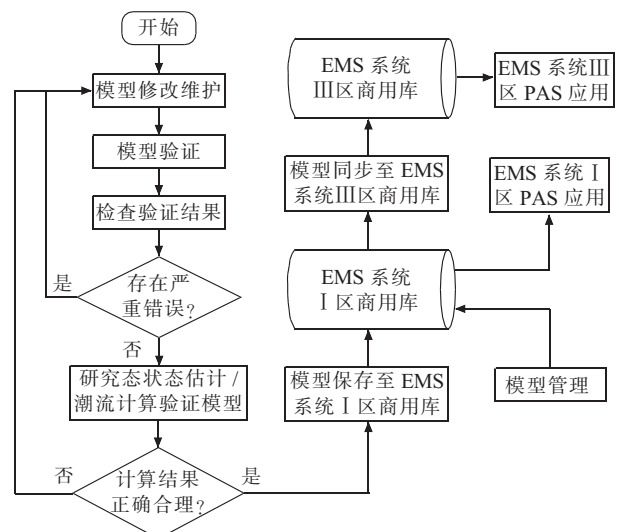 开始
模型修改维护
模型验证
检查验证结果
是
存在严
重错误?
否
研究态状态估计/
潮流计算验证模型
否
计算结果
正确合理?
是
模型保存至 EMS
系统Ⅰ区商用库
EMS 系统
Ⅰ区商用库
模型同步至 EMS
系统Ⅲ区商用库
EMS 系统
Ⅲ区商用库
EMS 系统Ⅲ
区 PAS 应用
EMS 系统Ⅰ
区 PAS 应用
模型管理